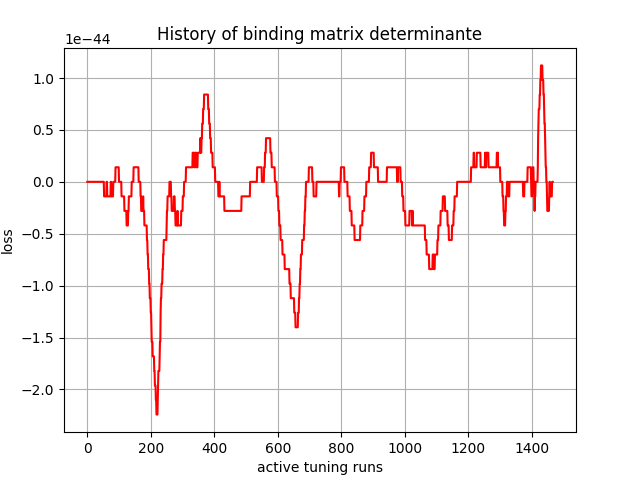 History of binding matrix determinante
1e−44
1.0
0.5
0.0
−0.5
−1.0
−1.5
−2.0
loss
0 200 400 600 800 1000 1200 1400
active tuning runs